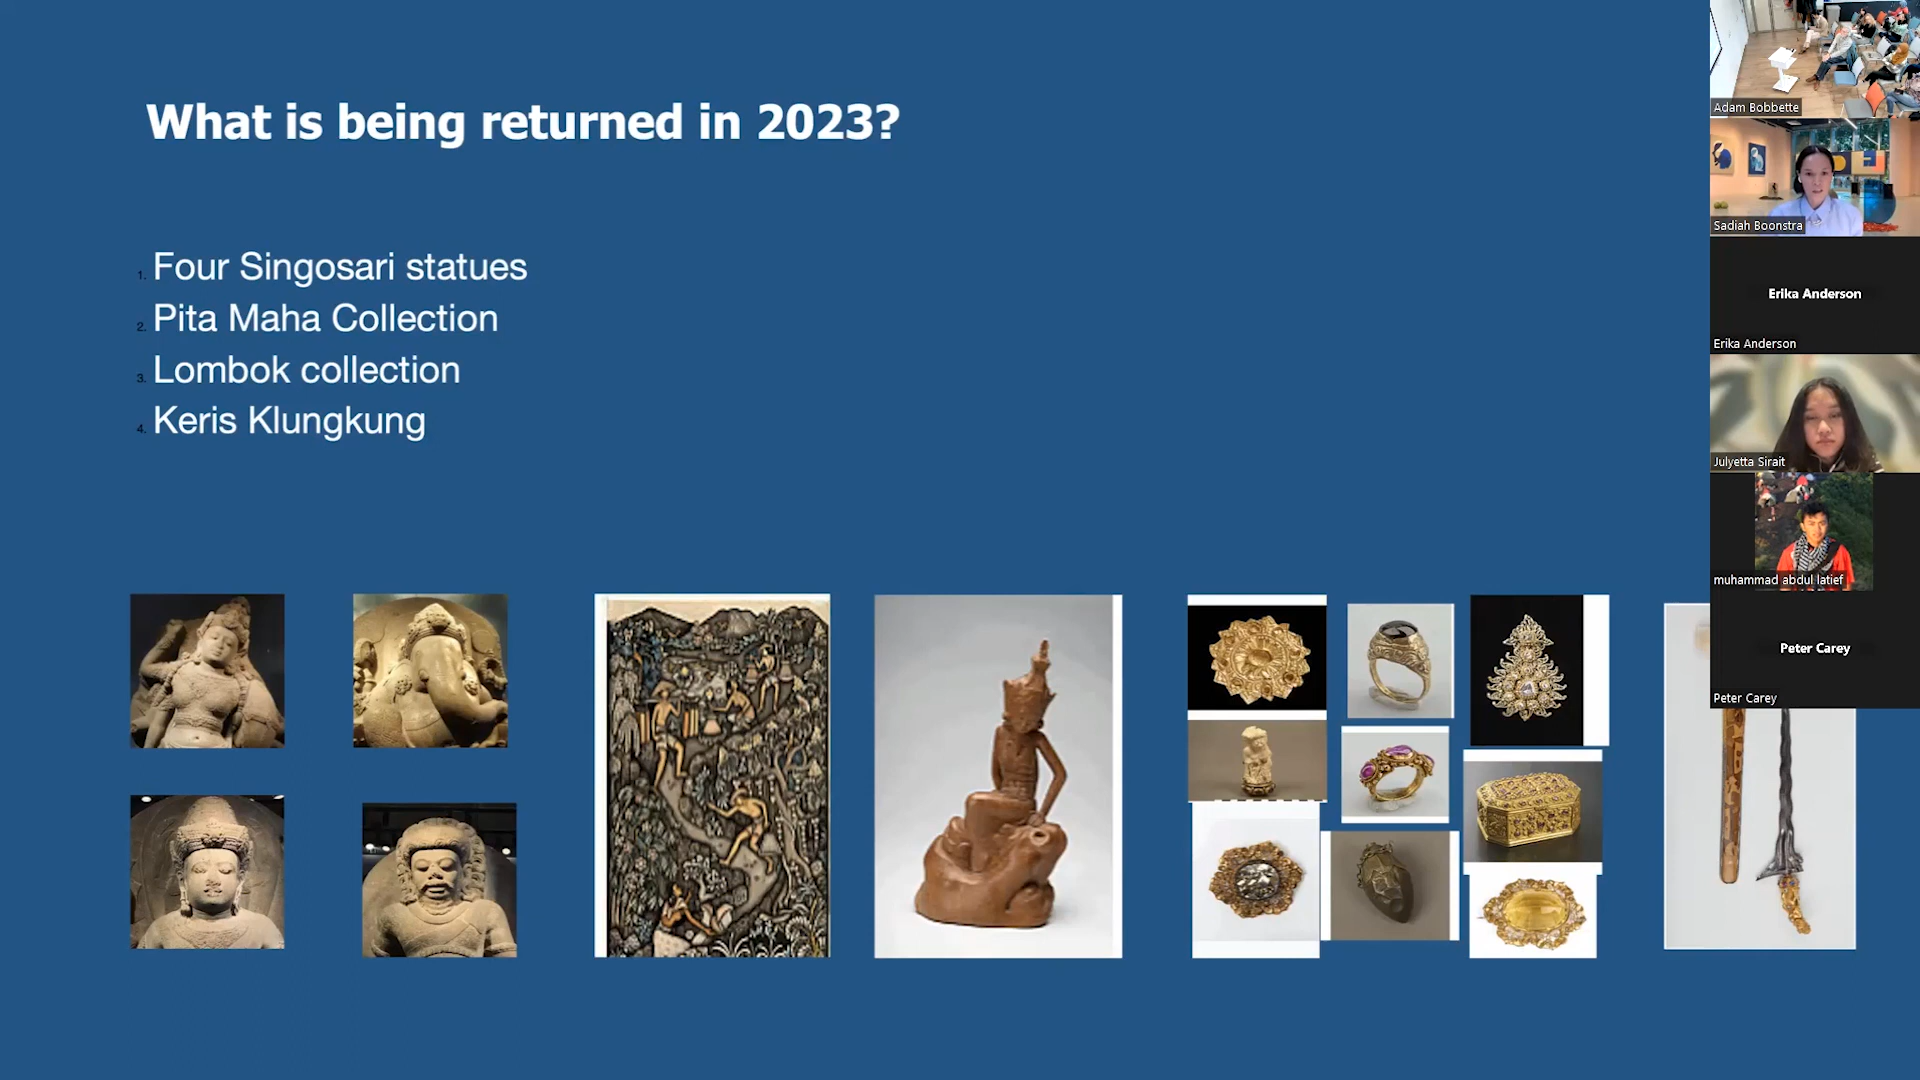 What is being returned in 2023?
1. Four Singosari statues
2. Pita Maha Collection
3. Lombok collection
4. Keris Klungkung
Adam Bobbette
Sadiah Boonstra
Erika Anderson
Erika Anderson
Julyetta Sirait
muhammad abdul latief
Peter Carey
Peter Carey